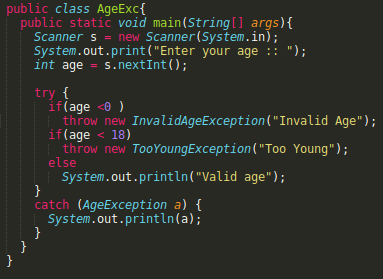 public class AgeExc{
public static void main(String[] args){
Scanner s = new Scanner(System.in);
System.out.print("Enter your age :: ");
int age = s.nextInt();
try {
if(age <0 )
throw new InvalidAgeException("Invalid Age");
if(age < 18)
throw new TooYoungException("Too Young");
else
System.out.println("Valid age");
}
catch (AgeException a) {
System.out.println(a);
}
}
}